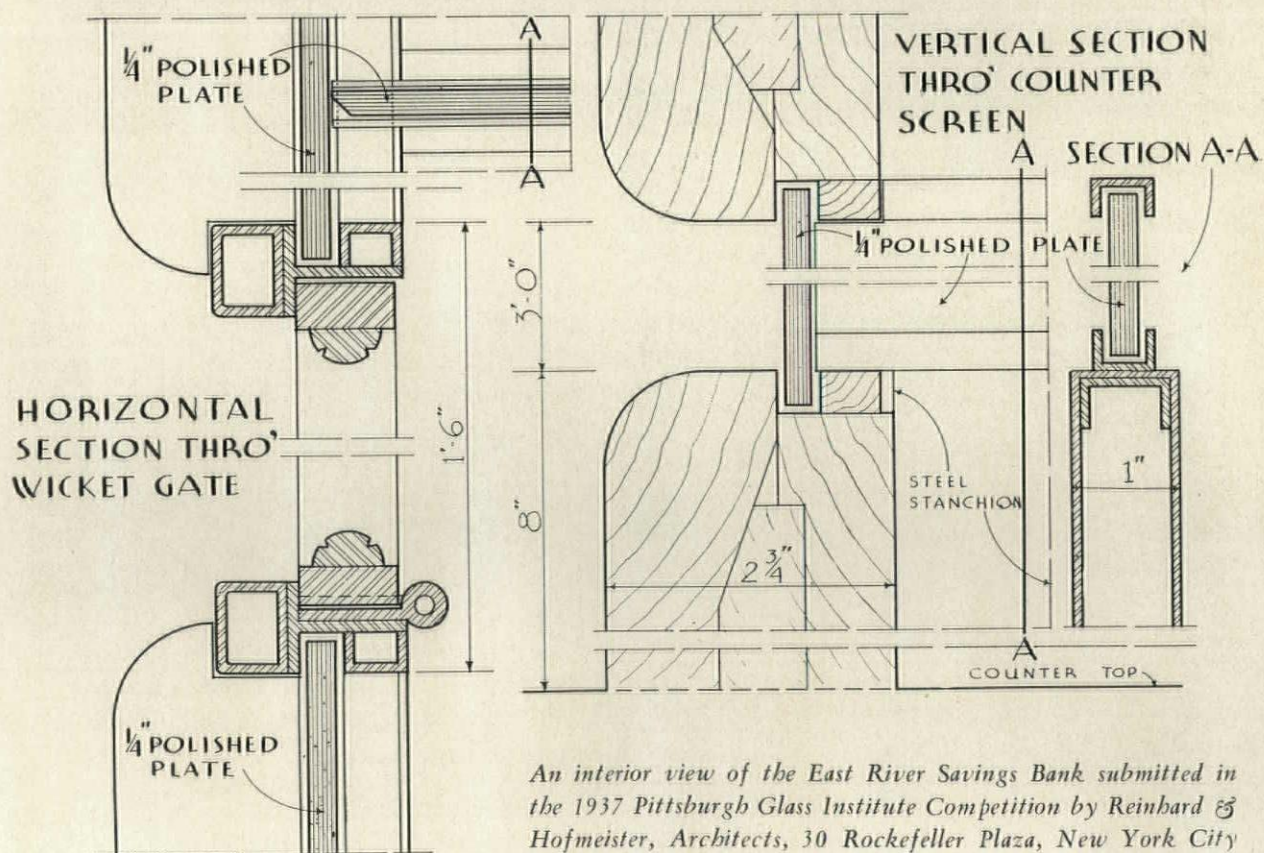 ¼" POLISHED
PLATE
A
A
VERTICAL SECTION
THRO' COUNTER
SCREEN
A SECTION A-A
¼" POLISHED PLATE
3'-0"
1'-6"
HORIZONTAL
SECTION THRO'
WICKET GATE
8"
STEEL
STANCHION
1"
2 ¾"
A
COUNTER TOP
¼" POLISHED
PLATE
An interior view of the East River Savings Bank submitted in
the 1937 Pittsburgh Glass Institute Competition by Reinhard &
Hofmeister, Architects, 30 Rockefeller Plaza, New York City